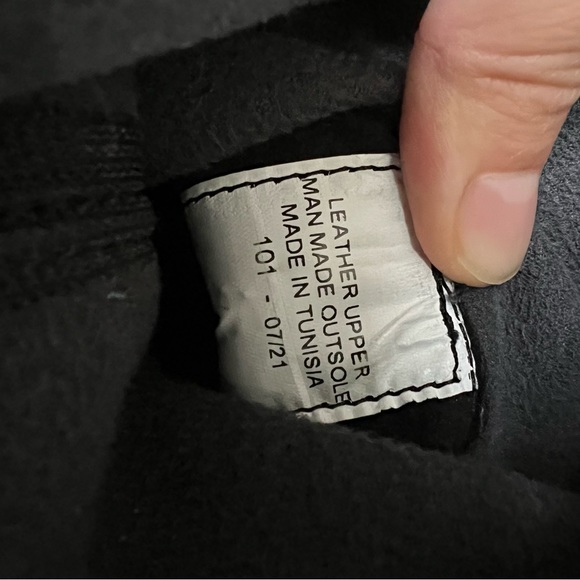 LEATHER UPPER
MAN MADE OUTSOLE
MADE IN TUNISIA
101 - 07/21